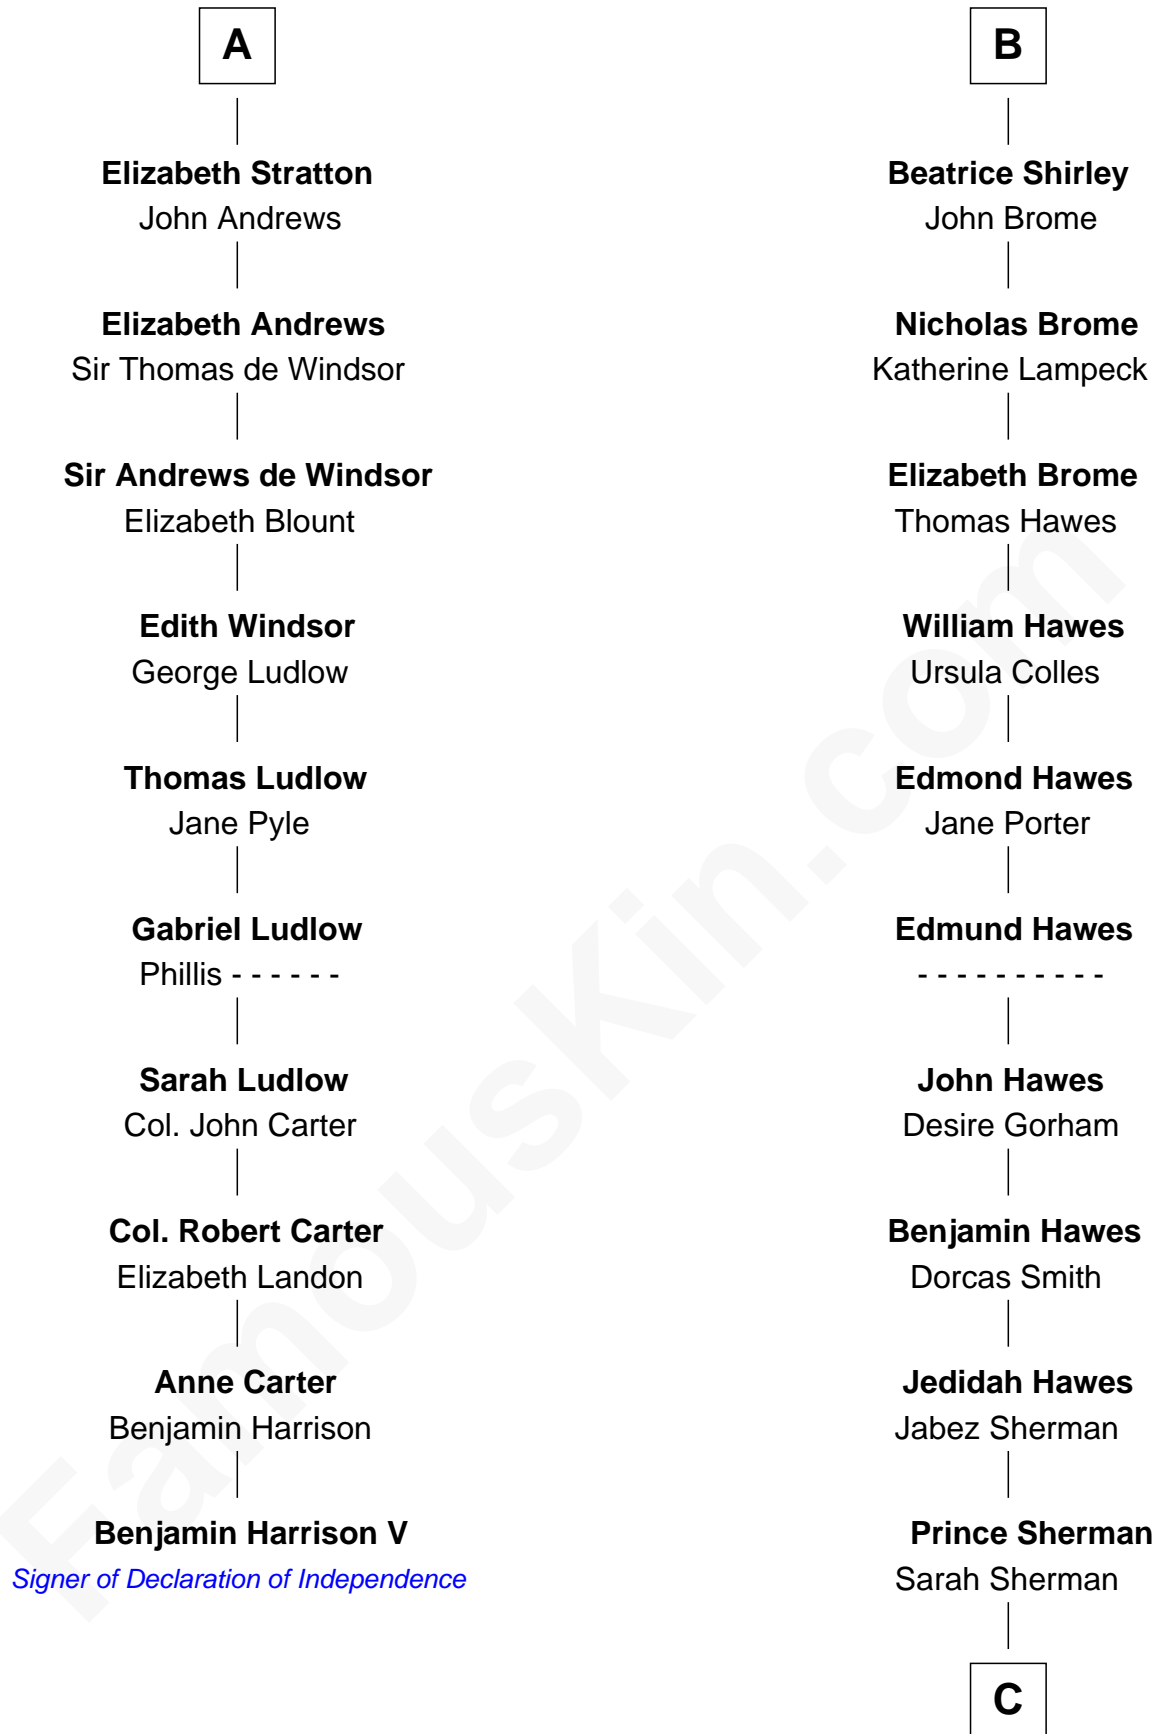 A
Elizabeth Stratton
John Andrews
Elizabeth Andrews
Sir Thomas de Windsor
Sir Andrews de Windsor
Elizabeth Blount
Edith Windsor
George Ludlow
Thomas Ludlow
Jane Pyle
Gabriel Ludlow
Phillis - - - - - -
Sarah Ludlow
Col. John Carter
Col. Robert Carter
Elizabeth Landon
Anne Carter
Benjamin Harrison
Benjamin Harrison V
Signer of Declaration of Independence
B
Beatrice Shirley
John Brome
Nicholas Brome
Katherine Lampeck
Elizabeth Brome
Thomas Hawes
William Hawes
Ursula Colles
Edmond Hawes
Jane Porter
Edmund Hawes
- - - - - - - - - -
John Hawes
Desire Gorham
Benjamin Hawes
Dorcas Smith
Jedidah Hawes
Jabez Sherman
Prince Sherman
Sarah Sherman
C
FamousKin.com